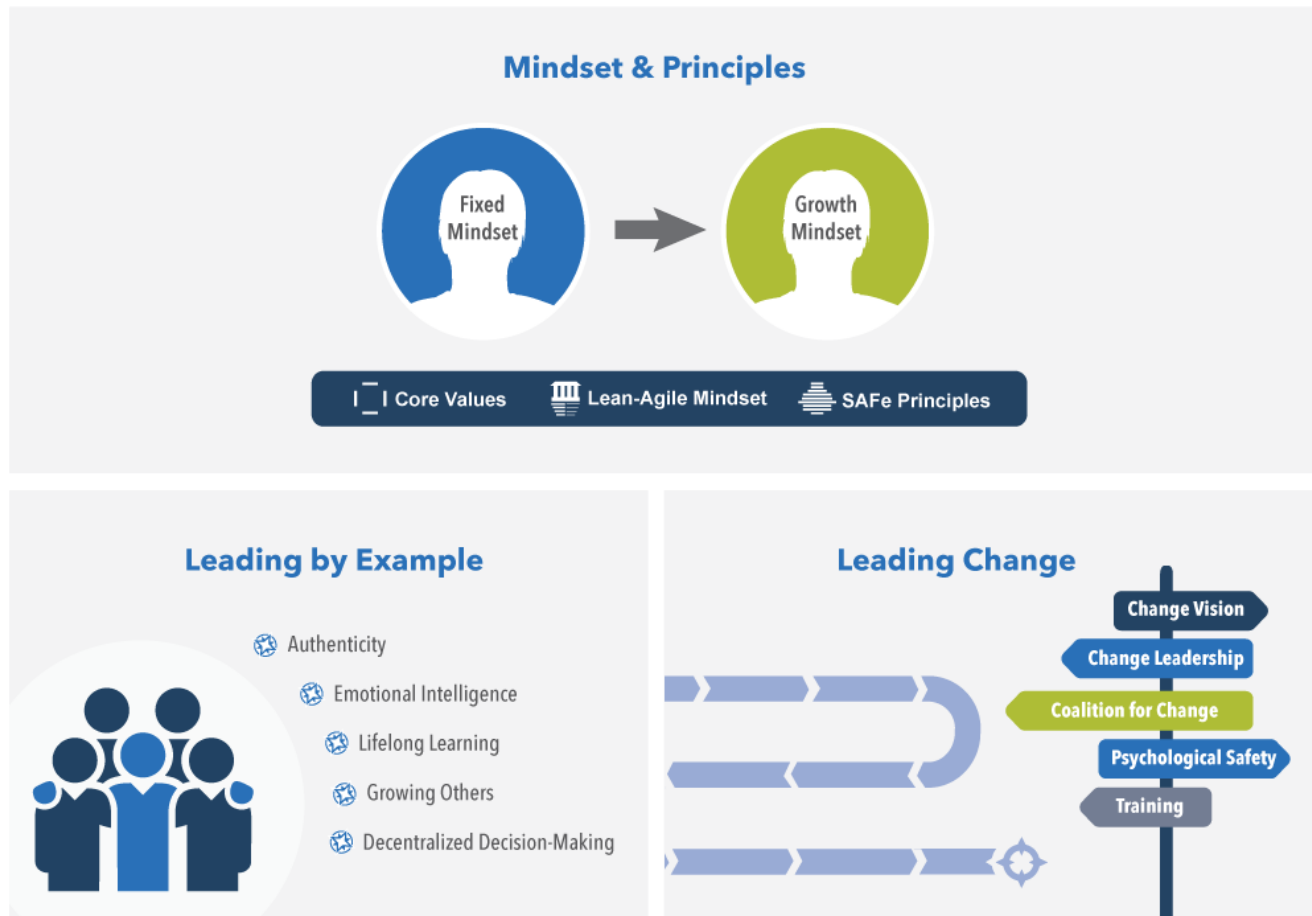 Mindset & Principles
Fixed
Mindset
Growth
Mindset
Core Values
Lean-Agile Mindset
SAFe Principles
Leading by Example
Authenticity
Emotional Intelligence
Lifelong Learning
Growing Others
Decentralized Decision-Making
Leading Change
Change Vision
Change Leadership
Coalition for Change
Psychological Safety
Training